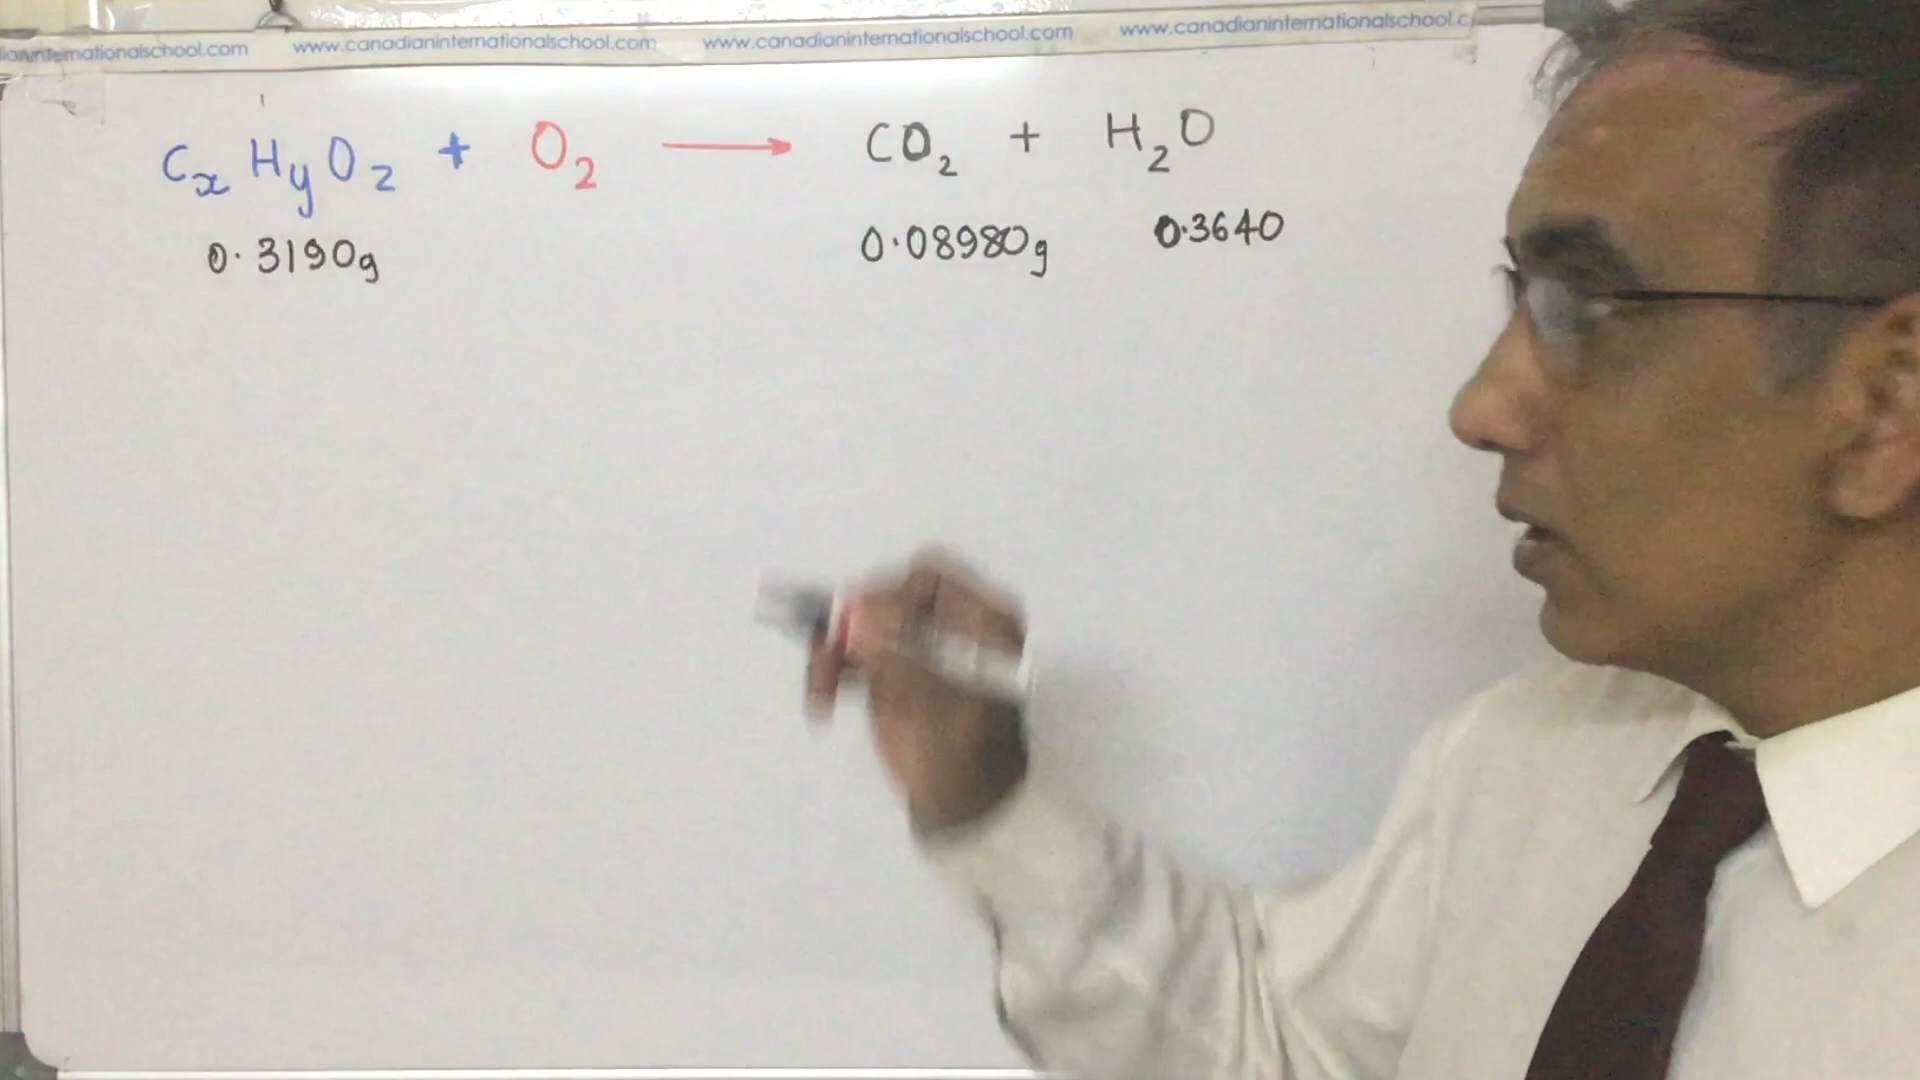 ianinternationalschool.com www.canadianinternationalschool.com www.canadianinternationalschool.com www.canadianinternationalschool.c
CxHyOz + O2 → CO2 + H2O
0.3190g 0.08980g 0.3640